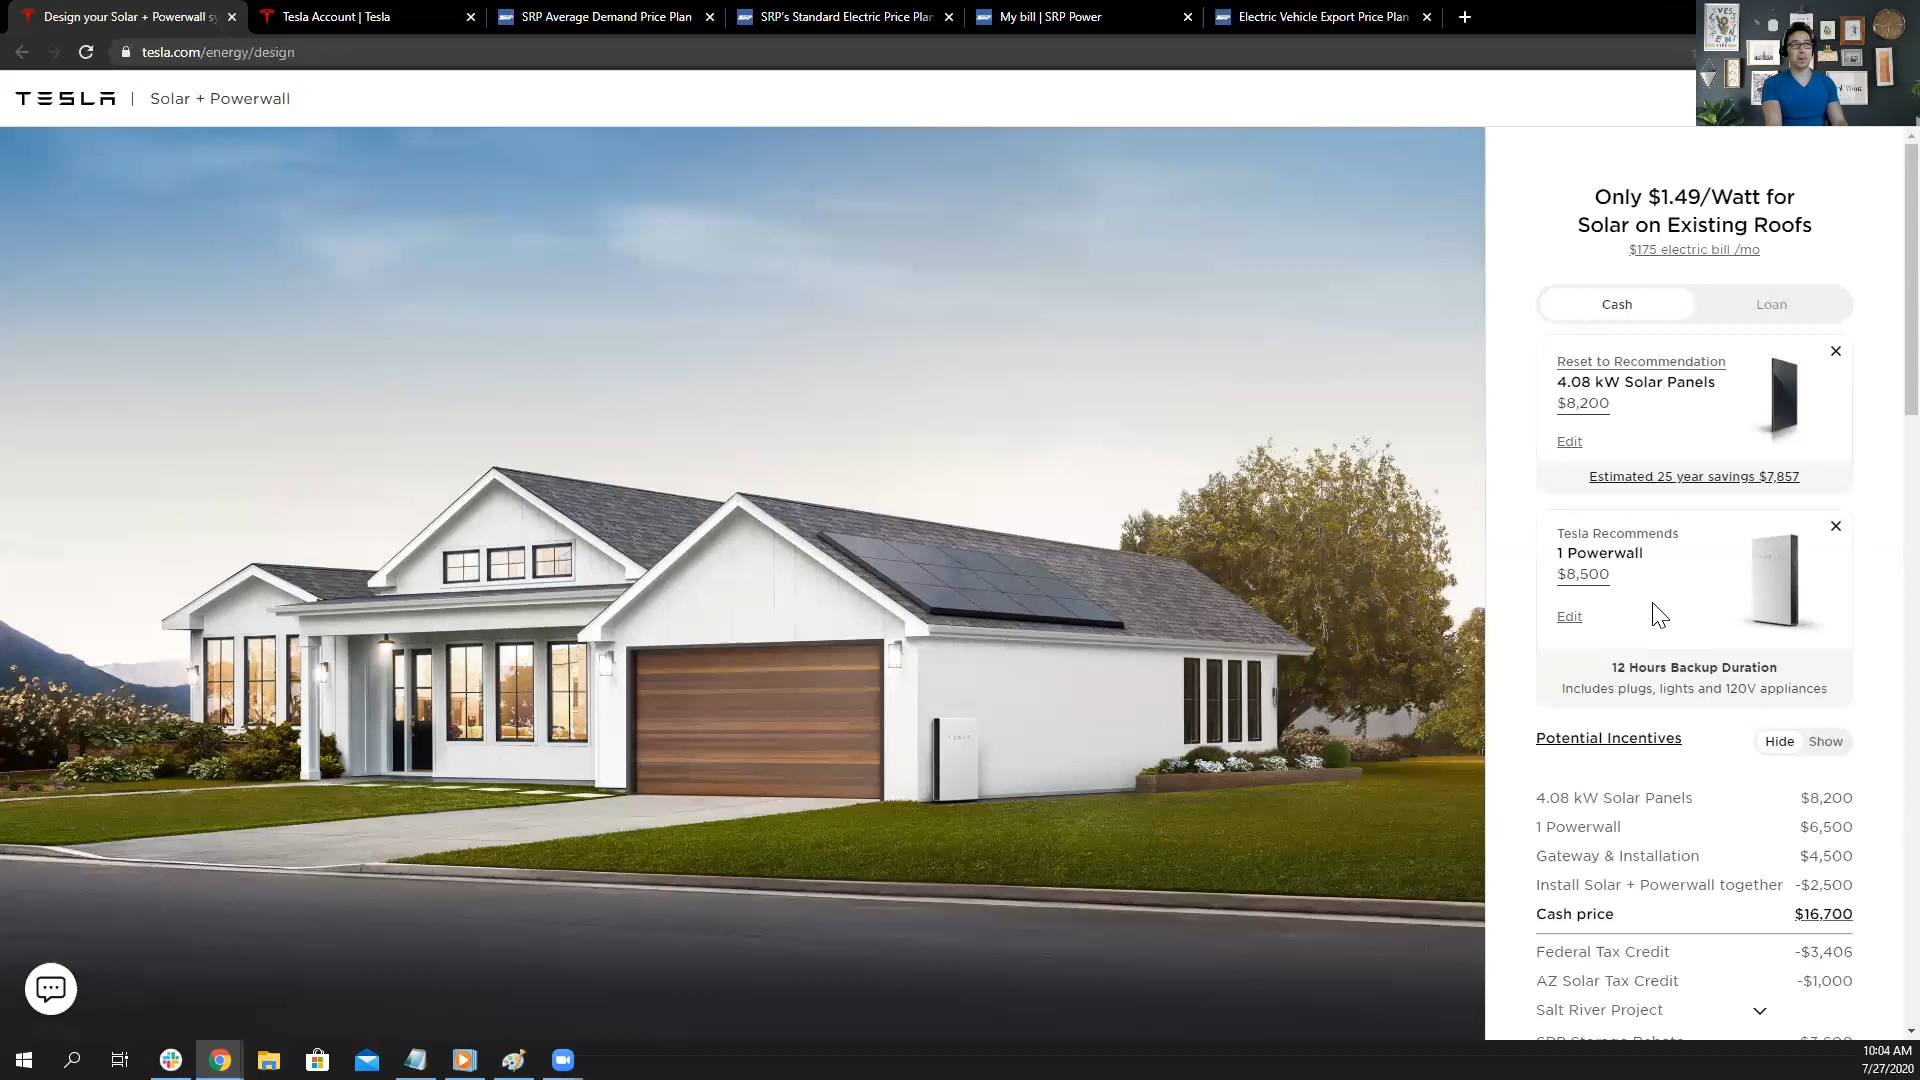 Design your Solar + Powerwall sy
Tesla Account | Tesla
SRP Average Demand Price Plan
SRP's Standard Electric Price Plan
My bill | SRP Power
Electric Vehicle Export Price Plan
tesla.com/energy/design
TESLA | Solar + Powerwall
Only $1.49/Watt for
Solar on Existing Roofs
$175 electric bill /mo
Cash
Loan
Reset to Recommendation
4.08 kW Solar Panels
$8,200
Edit
Estimated 25 year savings $7,857
Tesla Recommends
1 Powerwall
$8,500
Edit
12 Hours Backup Duration
Includes plugs, lights and 120V appliances
Potential Incentives
Hide Show
4.08 kW Solar Panels $8,200
1 Powerwall $6,500
Gateway & Installation $4,500
Install Solar + Powerwall together -$2,500
Cash price $16,700
Federal Tax Credit -$3,406
AZ Solar Tax Credit -$1,000
Salt River Project
10:04 AM
7/27/2020